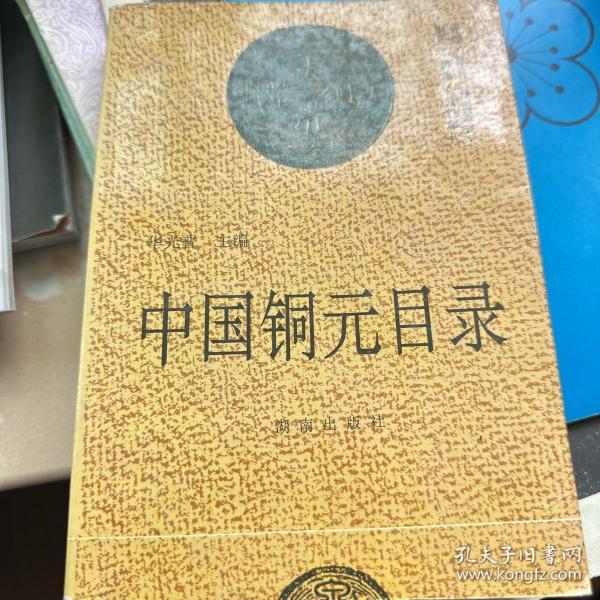 华光普 主编
中国铜元目录
湖南出版社
孔夫子旧书网
www.kongfz.com